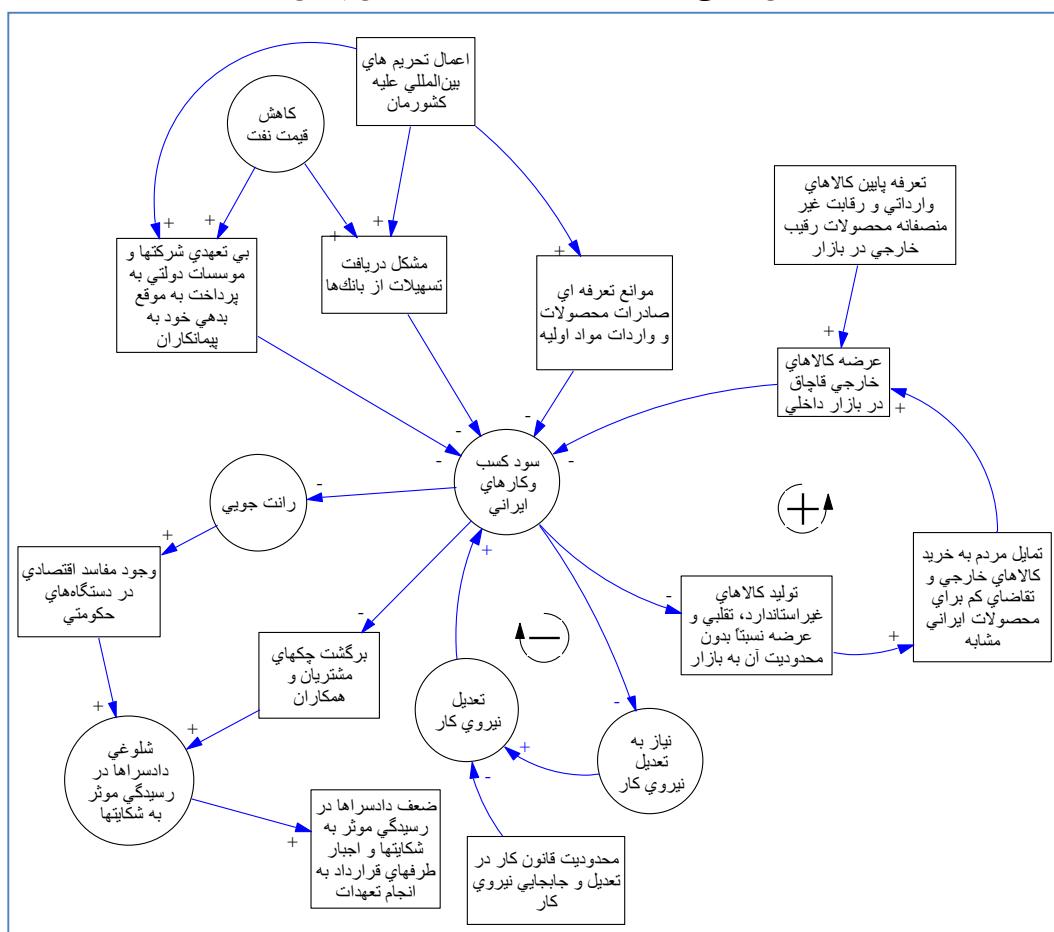 اعمال تحريم هاي
بين‌المللي عليه
كشورمان
كاهش
قيمت نفت
تعرفه پايين كالاهاي
وارداتي و رقابت غير
منصفانه محصولات رقيب
خارجي در بازار
+
+
+
+
+
+
بي تعهدي شركتها و
موسسات دولتي به
پرداخت به موقع
بدهي خود به
پيمانكاران
مشكل دريافت
تسهيلات از بانك‌ها
موانع تعرفه اي
صادرات محصولات
و واردات مواد اوليه
عرضه كالاهاي
خارجي قاچاق
در بازار داخلي
+
-
-
-
-
سود كسب
وكارهاي
ايراني
-
رانت جويي
+
+
وجود مفاسد اقتصادي
در دستگاه‌هاي
حكومتي
تمايل مردم به خريد
كالاهاي خارجي و
تقاضاي كم براي
محصولات ايراني
مشابه
توليد كالاهاي
غيراستاندارد، تقلبي و
عرضه نسبتاً بدون
محدوديت آن به بازار
-
+
+
-
-
برگشت چكهاي
مشتريان و
همكاران
-
تعديل
نيروي كار
نياز به
تعديل
نيروي كار
+
-
+
+
شلوغي
دادسراها در
رسيدگي موثر
به شكايتها
+
ضعف دادسراها در
رسيدگي موثر به
شكايتها و اجبار
طرفهاي قرارداد به
انجام تعهدات
محدوديت قانون كار در
تعديل و جابجايي نيروي
كار